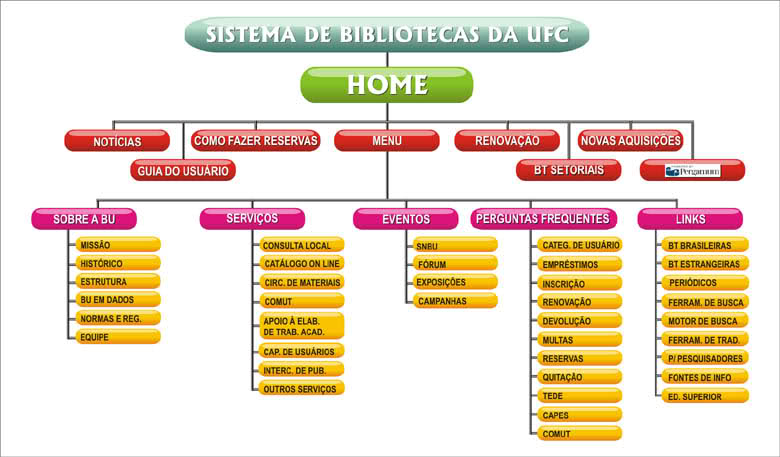 SISTEMA DE BIBLIOTECAS DA UFC
HOME
NOTÍCIAS
COMO FAZER RESERVAS
MENU
RENOVAÇÃO
NOVAS AQUISIÇÕES
GUIA DO USUÁRIO
BT SETORIAIS
Pergamum
SOBRE A BU
MISSÃO
HISTÓRICO
ESTRUTURA
BU EM DADOS
NORMAS E REG.
EQUIPE
SERVIÇOS
CONSULTA LOCAL
CATÁLOGO ON LINE
CIRC. DE MATERIAIS
COMUT
APOIO À ELAB.
DE TRAB. ACAD.
CAP. DE USUÁRIOS
INTERC. DE PUB.
OUTROS SERVIÇOS
EVENTOS
SNBU
FÓRUM
EXPOSIÇÕES
CAMPANHAS
PERGUNTAS FREQUENTES
CATEG. DE USUÁRIO
EMPRÉSTIMOS
INSCRIÇÃO
RENOVAÇÃO
DEVOLUÇÃO
MULTAS
RESERVAS
QUITAÇÃO
TEDE
CAPES
COMUT
LINKS
BT BRASILEIRAS
BT ESTRANGEIRAS
PERIÓDICOS
FERRAM. DE BUSCA
MOTOR DE BUSCA
FERRAM. DE TRAD.
P/ PESQUISADORES
FONTES DE INFO
ED. SUPERIOR